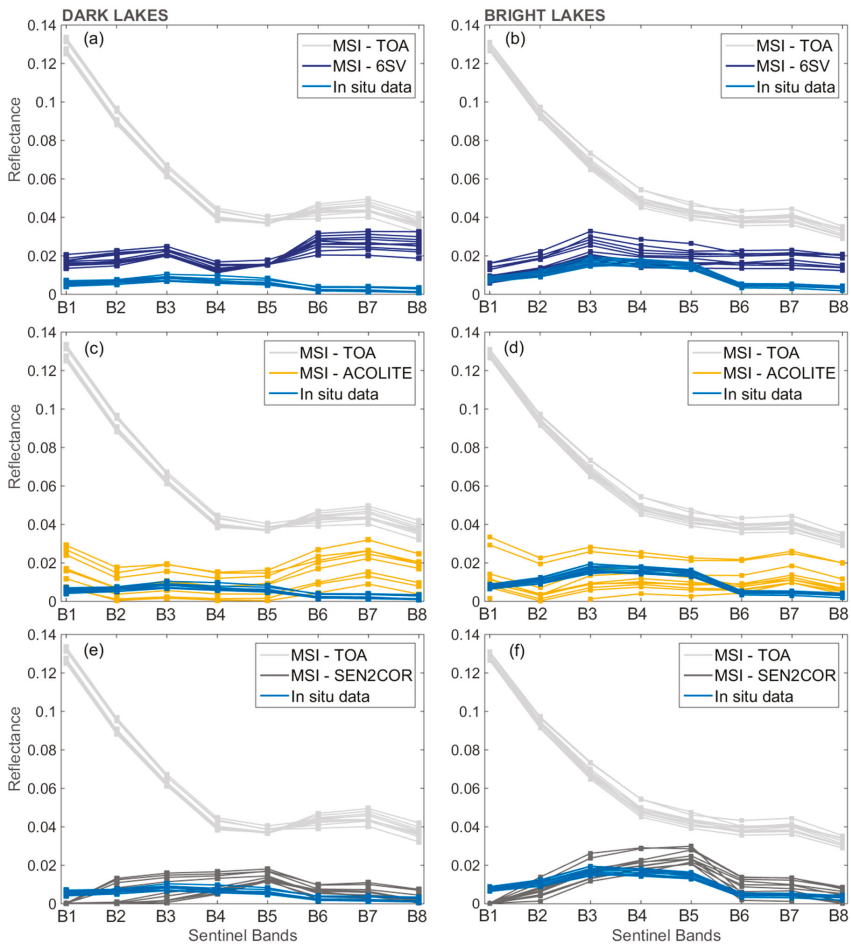 DARK LAKES
BRIGHT LAKES
(a)
MSI - TOA
MSI - 6SV
In situ data
0.14
0.12
0.1
0.08
0.06
0.04
0.02
0
Reflectance
B1 B2 B3 B4 B5 B6 B7 B8
(b)
MSI - TOA
MSI - 6SV
In situ data
0.14
0.12
0.1
0.08
0.06
0.04
0.02
0
B1 B2 B3 B4 B5 B6 B7 B8
(c)
MSI - TOA
MSI - ACOLITE
In situ data
0.14
0.12
0.1
0.08
0.06
0.04
0.02
0
Reflectance
B1 B2 B3 B4 B5 B6 B7 B8
(d)
MSI - TOA
MSI - ACOLITE
In situ data
0.14
0.12
0.1
0.08
0.06
0.04
0.02
0
B1 B2 B3 B4 B5 B6 B7 B8
(e)
MSI - TOA
MSI - SEN2COR
In situ data
0.14
0.12
0.1
0.08
0.06
0.04
0.02
0
Reflectance
B1 B2 B3 B4 B5 B6 B7 B8
Sentinel Bands
(f)
MSI - TOA
MSI - SEN2COR
In situ data
0.14
0.12
0.1
0.08
0.06
0.04
0.02
0
B1 B2 B3 B4 B5 B6 B7 B8
Sentinel Bands